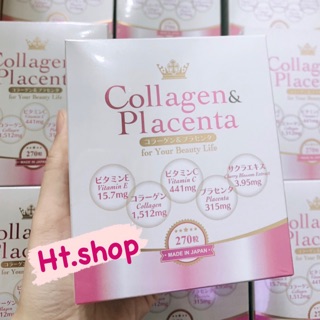 Collagen&
Placenta
コラーゲン&プラセンタ
for Your Beauty Life
ビタミンE
Vitamin E
15.7mg
コラーゲン
Collagen
1,512mg
ビタミンC
Vitamin C
441mg
プラセンタ
Placenta
315mg
サクラエキス
Cherry Blossom Extract
3.95mg
270粒
MADE IN JAPAN
Ht.shop